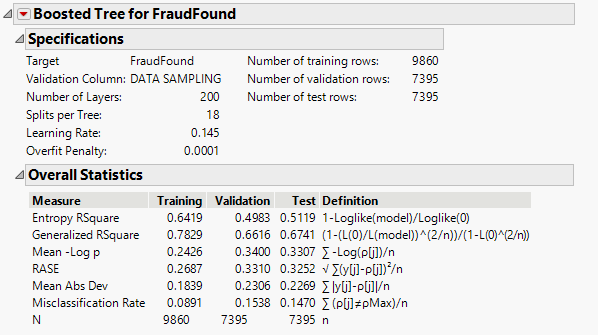 Boosted Tree for FraudFound
Specifications
Target FraudFound Number of training rows: 9860
Validation Column: DATA SAMPLING Number of validation rows: 7395
Number of Layers: 200 Number of test rows: 7395
Splits per Tree: 18
Learning Rate: 0.145
Overfit Penalty: 0.0001
Overall Statistics
Measure Training Validation Test Definition
Entropy RSquare 0.6419 0.4983 0.5119 1-Loglike(model)/Loglike(0)
Generalized RSquare 0.7829 0.6616 0.6741 (1-(L(0)/L(model))^(2/n))/(1-L(0)^(2/n))
Mean -Log p 0.2426 0.3400 0.3307 ∑ -Log(ρ[j])/n
RASE 0.2687 0.3310 0.3252 √ ∑(y[j]-ρ[j])²/n
Mean Abs Dev 0.1839 0.2306 0.2269 ∑ |y[j]-ρ[j]|/n
Misclassification Rate 0.0891 0.1538 0.1470 ∑ (ρ[j]≠ρMax)/n
N 9860 7395 7395 n